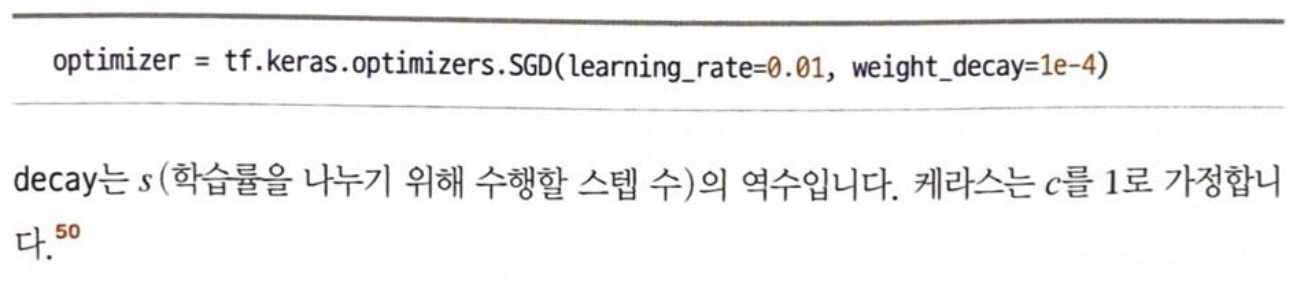 optimizer = tf.keras.optimizers.SGD(learning_rate=0.01, weight_decay=1e-4)
decay는 s(학습률을 나누기 위해 수행할 스텝 수)의 역수입니다. 케라스는 c를 1로 가정합니
다.50